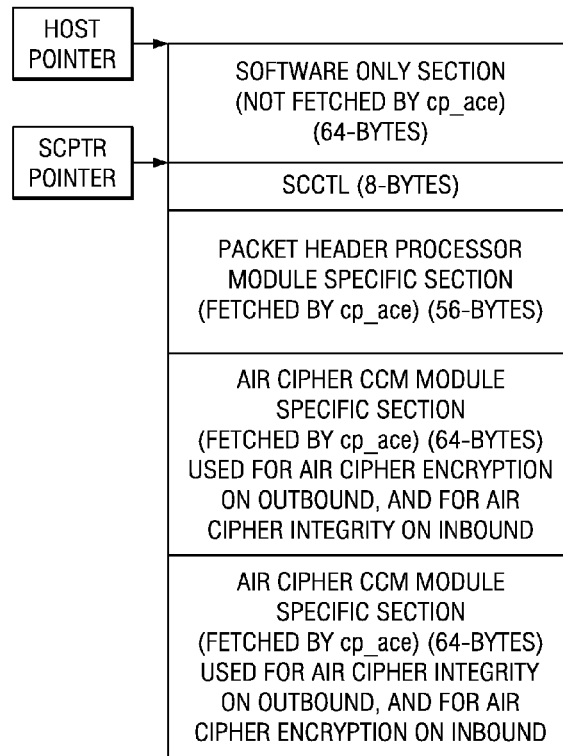 HOST
POINTER
SOFTWARE ONLY SECTION
(NOT FETCHED BY cp_ace)
(64-BYTES)
SCPTR
POINTER
SCCTL (8-BYTES)
PACKET HEADER PROCESSOR
MODULE SPECIFIC SECTION
(FETCHED BY cp_ace) (56-BYTES)
AIR CIPHER CCM MODULE
SPECIFIC SECTION
(FETCHED BY cp_ace) (64-BYTES)
USED FOR AIR CIPHER ENCRYPTION
ON OUTBOUND, AND FOR AIR
CIPHER INTEGRITY ON INBOUND
AIR CIPHER CCM MODULE
SPECIFIC SECTION
(FETCHED BY cp_ace) (64-BYTES)
USED FOR AIR CIPHER INTEGRITY
ON OUTBOUND, AND FOR AIR
CIPHER ENCRYPTION ON INBOUND